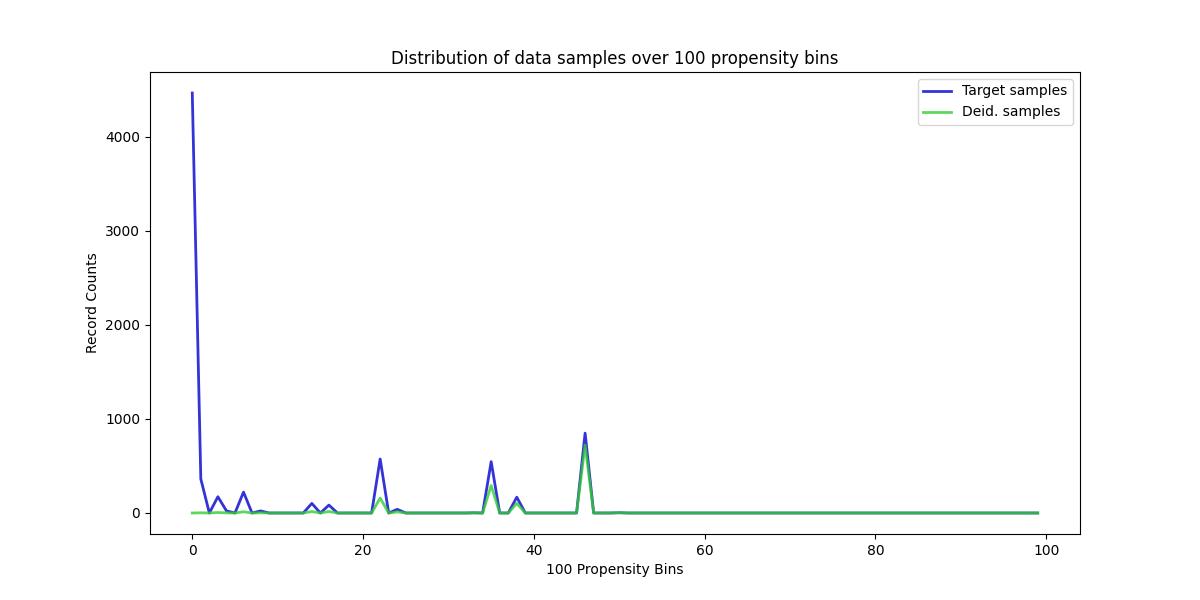 Distribution of data samples over 100 propensity bins
Target samples
Deid. samples
4000
3000
2000
1000
0
Record Counts
0 20 40 60 80 100
100 Propensity Bins